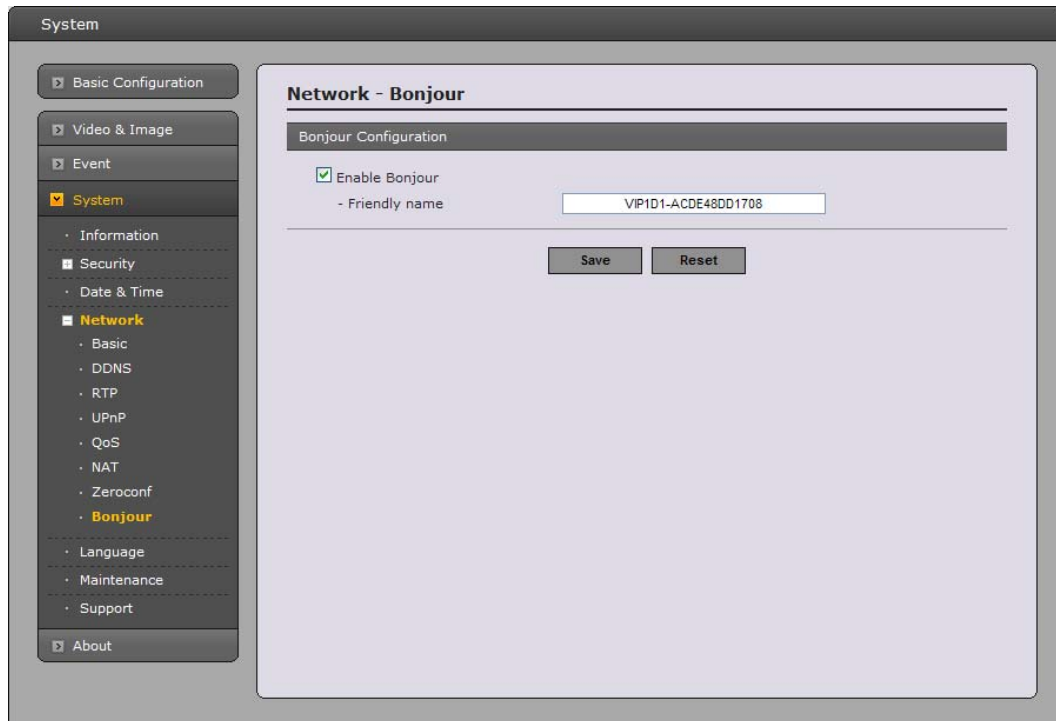 System
Basic Configuration
Video & Image
Event
System
Information
Security
Date & Time
Network
Basic
DDNS
RTP
UPnP
QoS
NAT
Zeroconf
Bonjour
Language
Maintenance
Support
About
Network - Bonjour
Bonjour Configuration
Enable Bonjour
- Friendly name VIP1D1-ACDE48DD1708
Save Reset